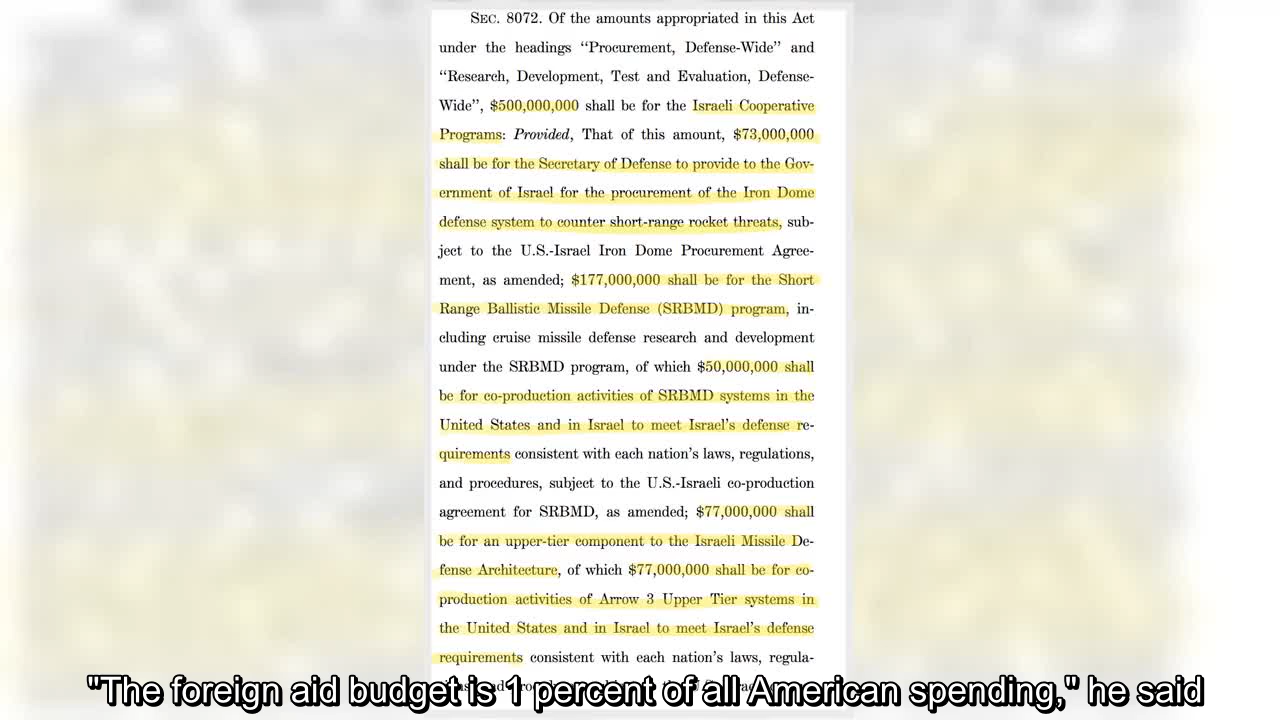 SEC. 8072. Of the amounts appropriated in this Act
under the headings “Procurement, Defense-Wide” and
“Research, Development, Test and Evaluation, Defense-
Wide”, $500,000,000 shall be for the Israeli Cooperative
Programs: Provided, That of this amount, $73,000,000
shall be for the Secretary of Defense to provide to the Gov-
ernment of Israel for the procurement of the Iron Dome
defense system to counter short-range rocket threats, sub-
ject to the U.S.-Israel Iron Dome Procurement Agree-
ment, as amended; $177,000,000 shall be for the Short
Range Ballistic Missile Defense (SRBMD) program, in-
cluding cruise missile defense research and development
under the SRBMD program, of which $50,000,000 shall
be for co-production activities of SRBMD systems in the
United States and in Israel to meet Israel’s defense re-
quirements consistent with each nation’s laws, regulations,
and procedures, subject to the U.S.-Israeli co-production
agreement for SRBMD, as amended; $77,000,000 shall
be for an upper-tier component to the Israeli Missile De-
fense Architecture, of which $77,000,000 shall be for co-
production activities of Arrow 3 Upper Tier systems in
the United States and in Israel to meet Israel’s defense
requirements consistent with each nation’s laws, regula-
"The foreign aid budget is 1 percent of all American spending," he said